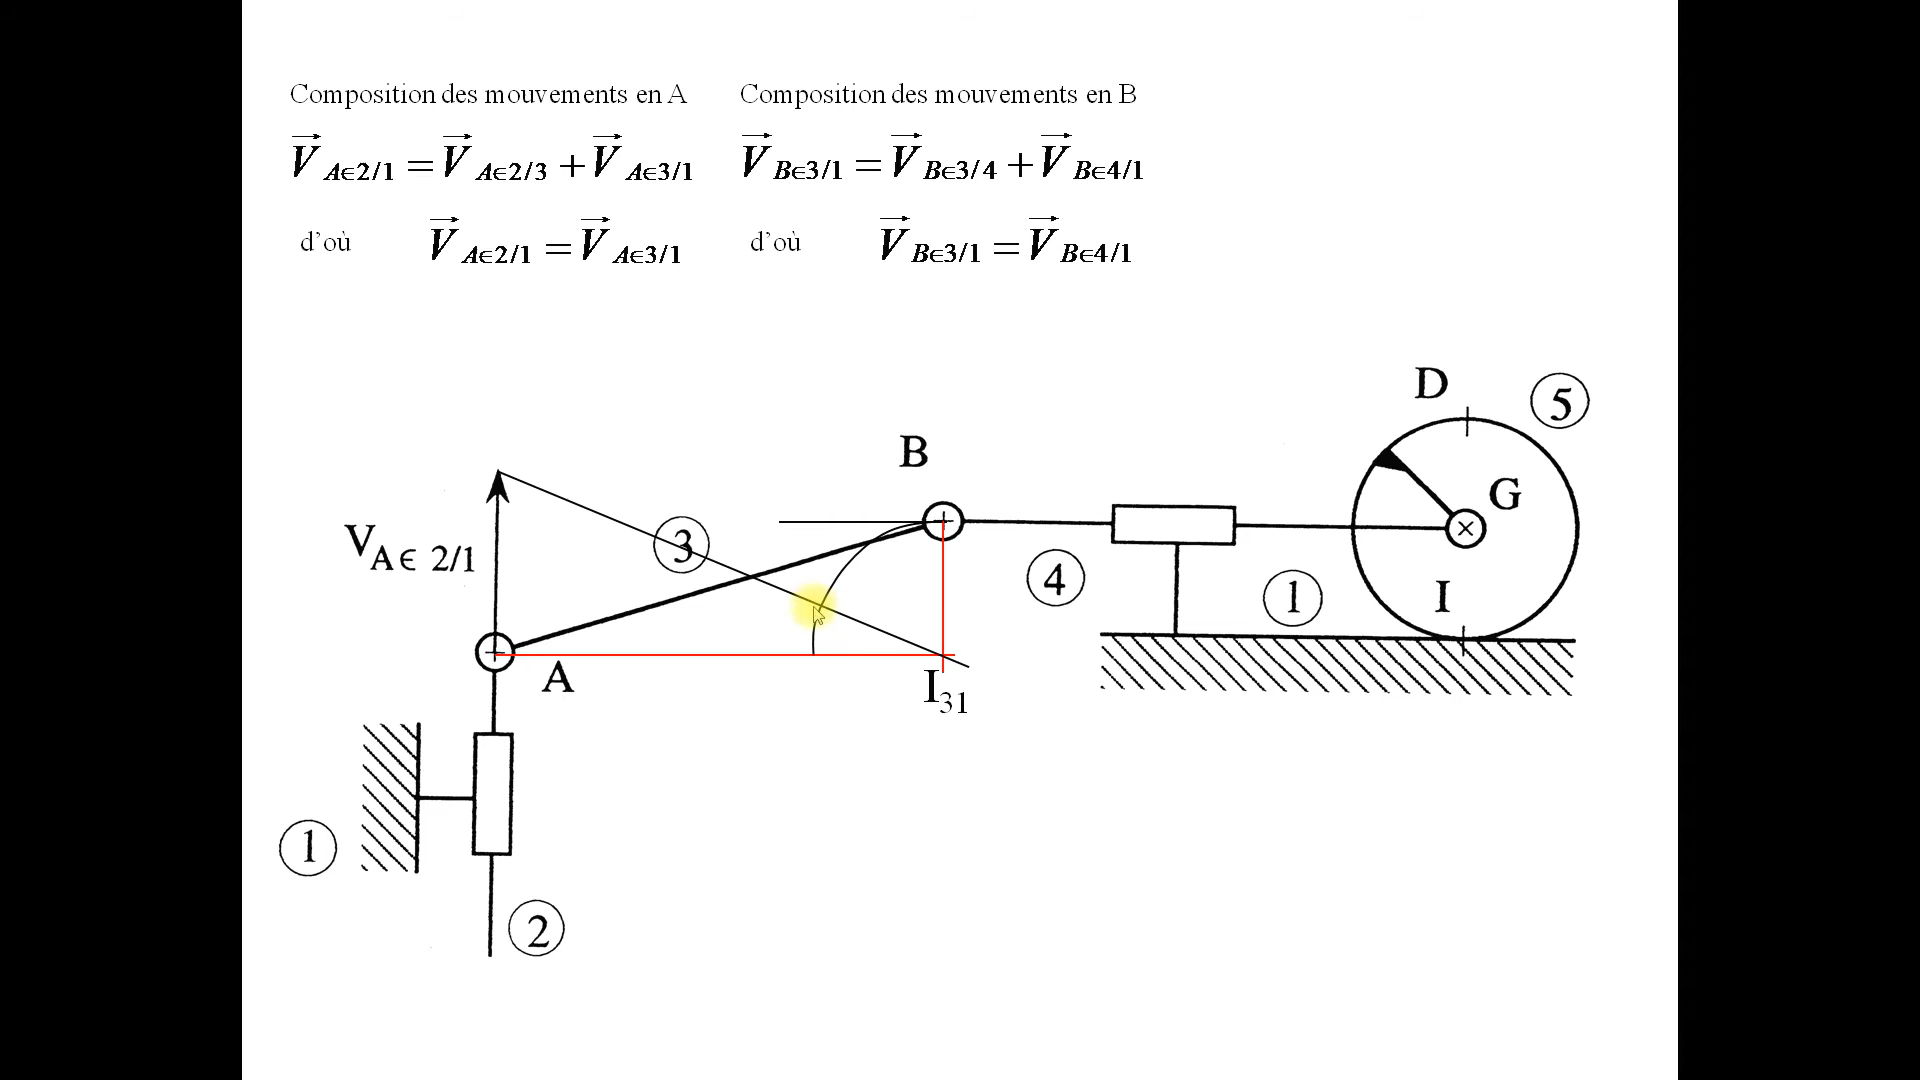 Composition des mouvements en A
Composition des mouvements en B
V A∈2/1 = V A∈2/3 + V A∈3/1
V B∈3/1 = V B∈3/4 + V B∈4/1
d'où V A∈2/1 = V A∈3/1
d'où V B∈3/1 = V B∈4/1
D
5
B
G
V A∈ 2/1
3
4
1
I
A
I31
1
2